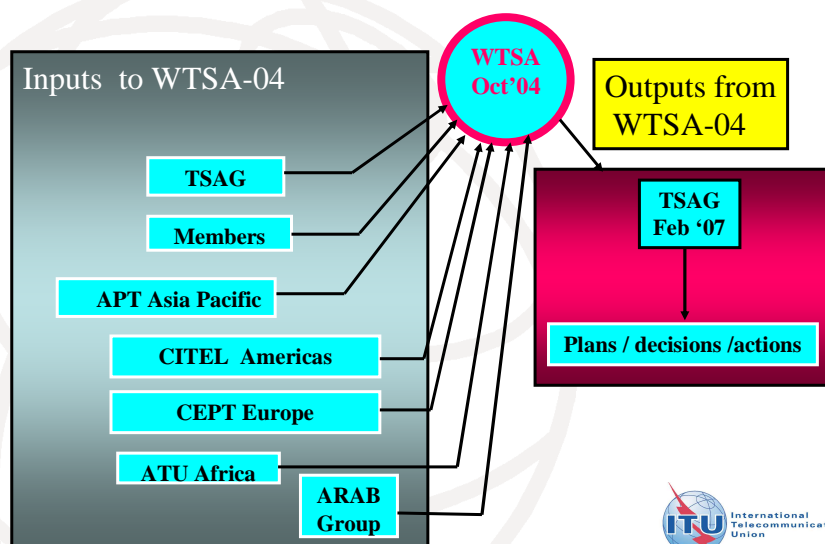 Inputs to WTSA-04
WTSA
Oct’04
Outputs from
WTSA-04
TSAG
Members
APT Asia Pacific
CITEL Americas
CEPT Europe
ATU Africa
ARAB
Group
TSAG
Feb ‘07
Plans / decisions /actions
ITU
International
Telecommunicat
Union